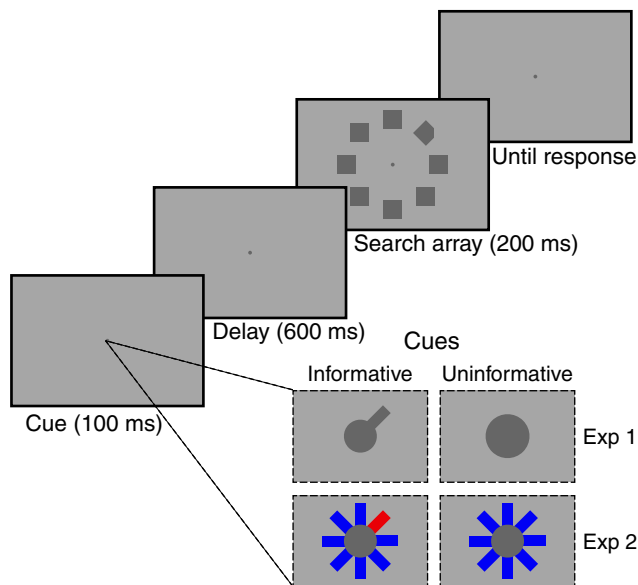 Until response
Search array (200 ms)
Delay (600 ms)
Cue (100 ms)
Cues
Informative
Uninformative
Exp 1
Exp 2